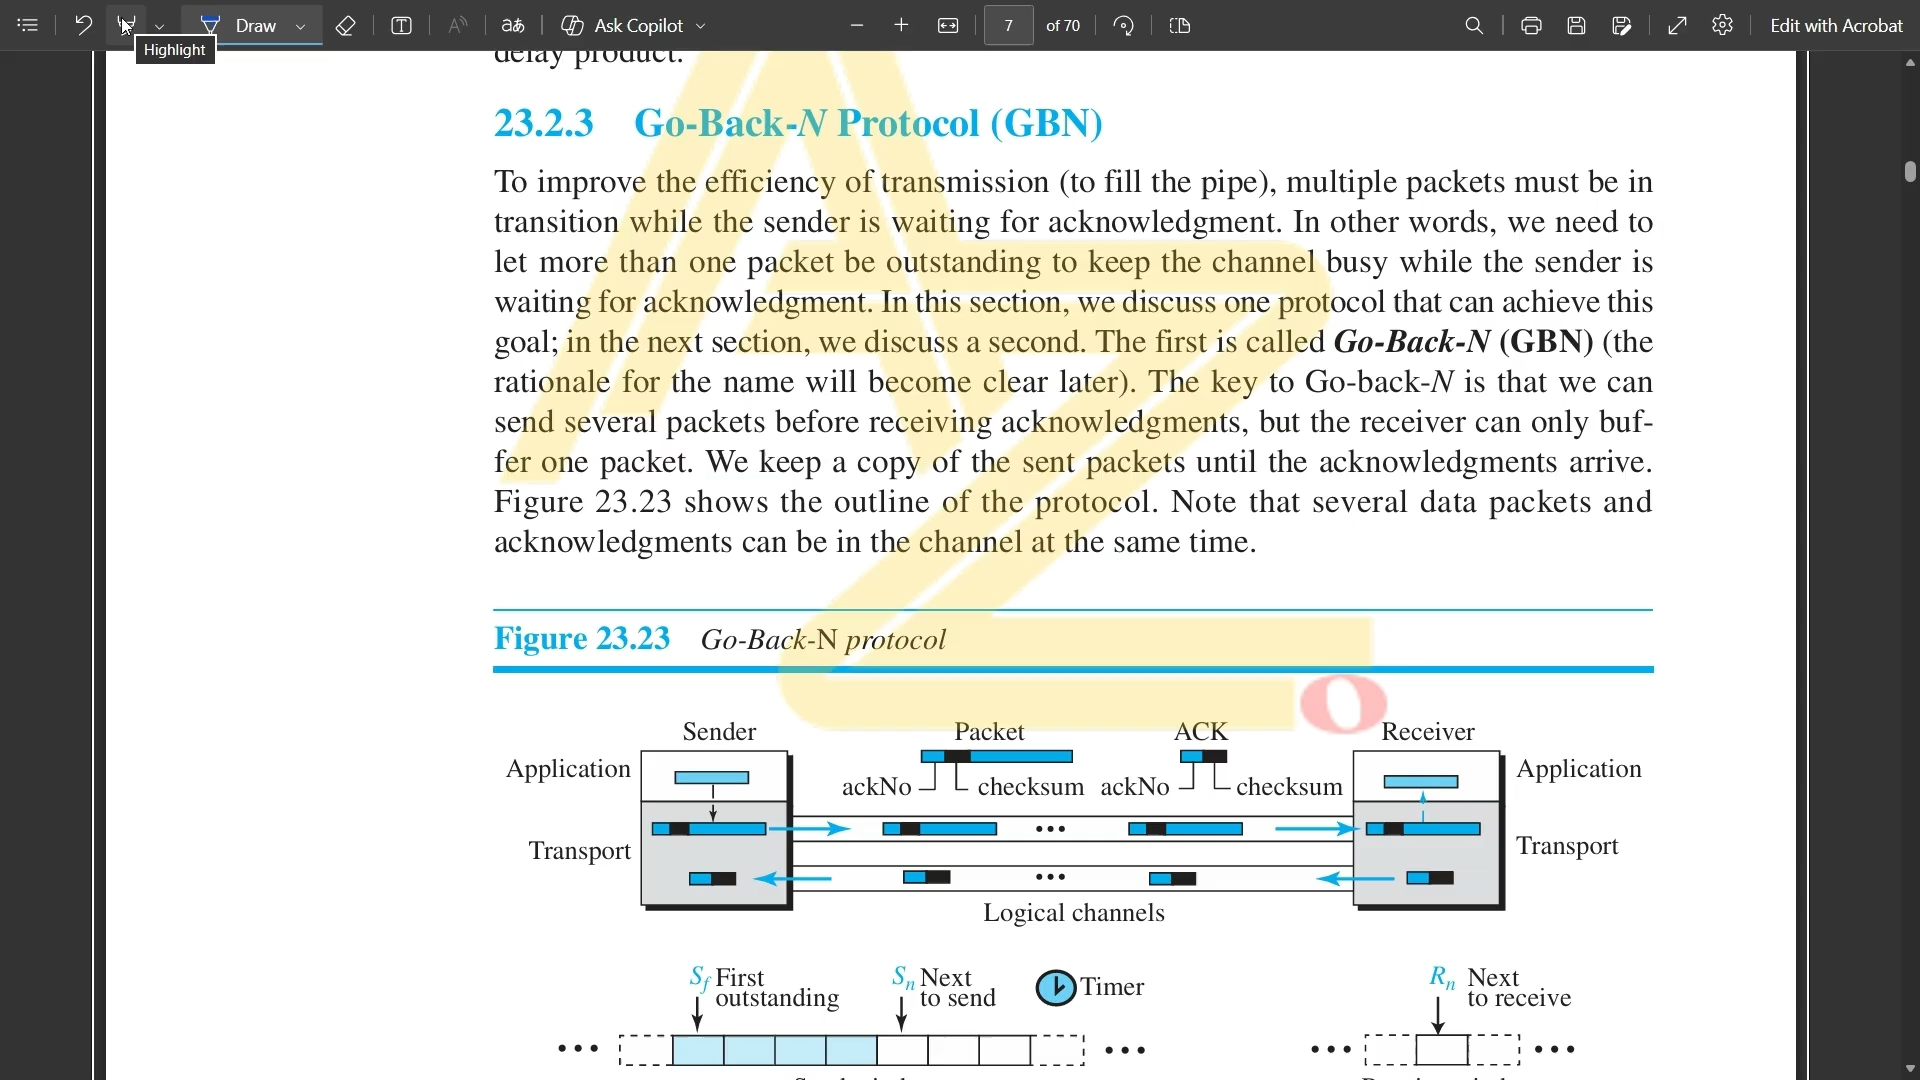 Draw
Ask Copilot
7
of 70
Edit with Acrobat
Highlight
delay product.
23.2.3 Go-Back-N Protocol (GBN)
To improve the efficiency of transmission (to fill the pipe), multiple packets must be in
transition while the sender is waiting for acknowledgment. In other words, we need to
let more than one packet be outstanding to keep the channel busy while the sender is
waiting for acknowledgment. In this section, we discuss one protocol that can achieve this
goal; in the next section, we discuss a second. The first is called Go-Back-N (GBN) (the
rationale for the name will become clear later). The key to Go-back-N is that we can
send several packets before receiving acknowledgments, but the receiver can only buf-
fer one packet. We keep a copy of the sent packets until the acknowledgments arrive.
Figure 23.23 shows the outline of the protocol. Note that several data packets and
acknowledgments can be in the channel at the same time.
Figure 23.23 Go-Back-N protocol
Sender
Packet
ACK
Receiver
Application
ackNo
checksum
ackNo
checksum
Application
Transport
Transport
Logical channels
Sf First
outstanding
Sn Next
to send
Timer
Rn Next
to receive